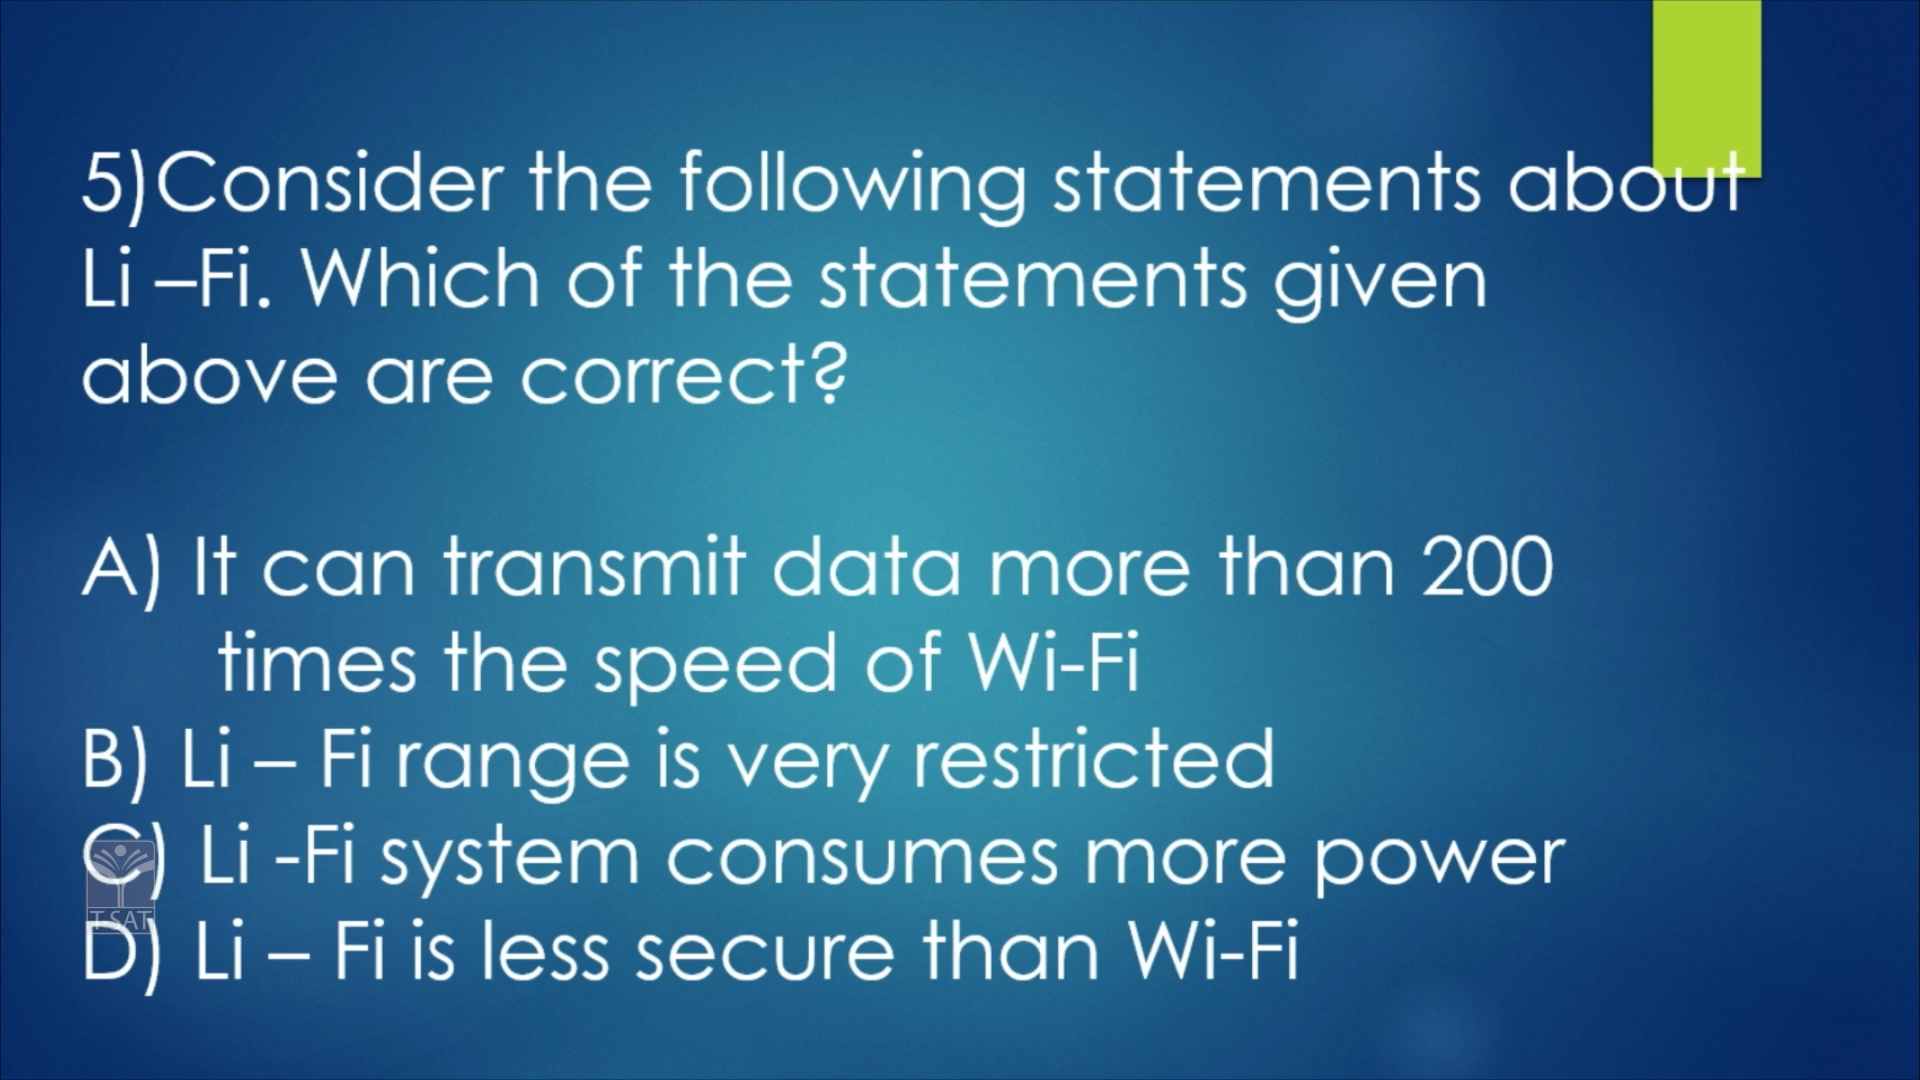 5)Consider the following statements about
Li –Fi. Which of the statements given
above are correct?
A) It can transmit data more than 200
times the speed of Wi-Fi
B) Li – Fi range is very restricted
C) Li -Fi system consumes more power
T-SAT
D) Li – Fi is less secure than Wi-Fi